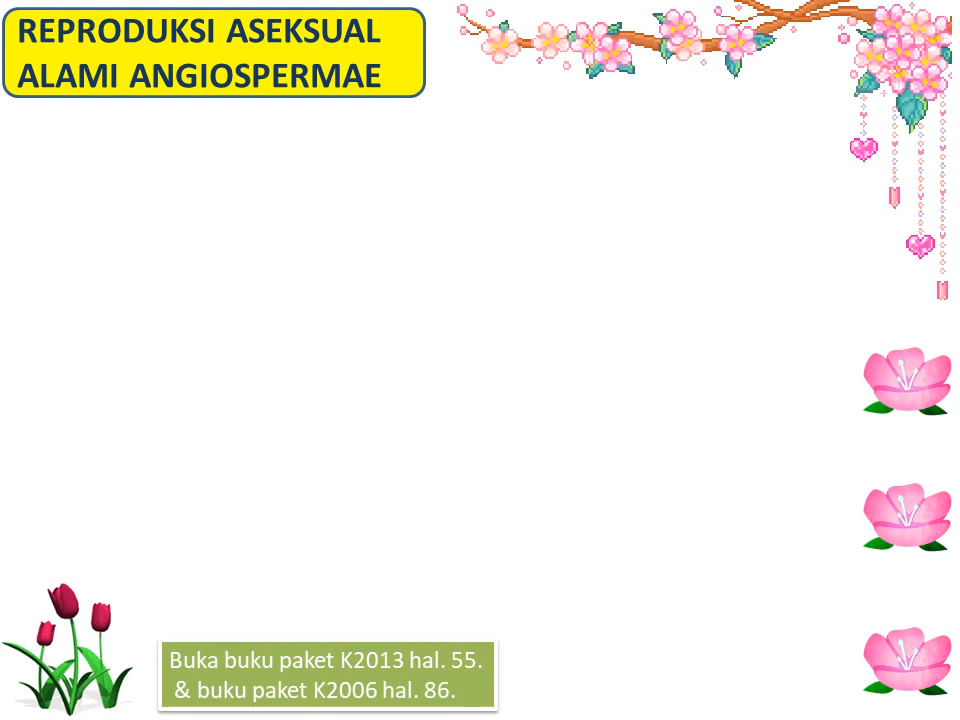 REPRODUKSI ASEKSUAL
ALAMI ANGIOSPERMAE
Buka buku paket K2013 hal. 55.
& buku paket K2006 hal. 86.